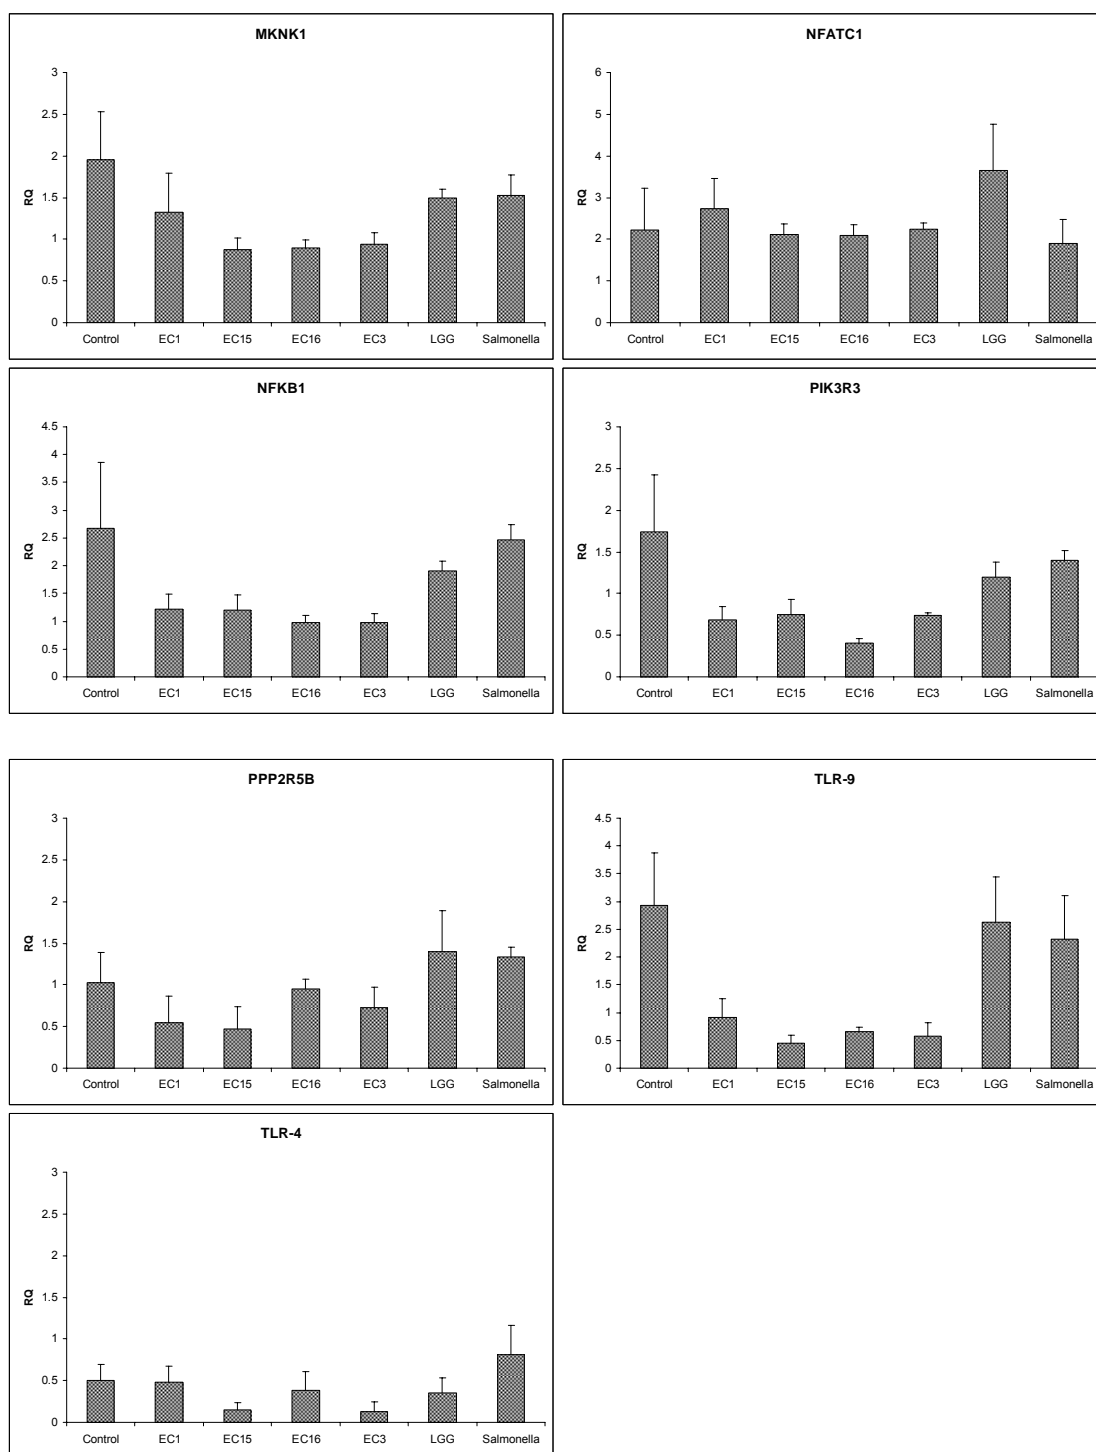 MKNK1
3
2.5
2
1.5
1
0.5
0
RQ
Control EC1 EC15 EC16 EC3 LGG Salmonella
NFATC1
6
5
4
3
2
1
0
RQ
Control EC1 EC15 EC16 EC3 LGG Salmonella
NFKB1
4.5
4
3.5
3
2.5
2
1.5
1
0.5
0
RQ
Control EC1 EC15 EC16 EC3 LGG Salmonella
PIK3R3
3
2.5
2
1.5
1
0.5
0
RQ
Control EC1 EC15 EC16 EC3 LGG Salmonella
PPP2R5B
3
2.5
2
1.5
1
0.5
0
RQ
Control EC1 EC15 EC16 EC3 LGG Salmonella
TLR-9
4.5
4
3.5
3
2.5
2
1.5
1
0.5
0
RQ
Control EC1 EC15 EC16 EC3 LGG Salmonella
TLR-4
3
2.5
2
1.5
1
0.5
0
RQ
Control EC1 EC15 EC16 EC3 LGG Salmonella